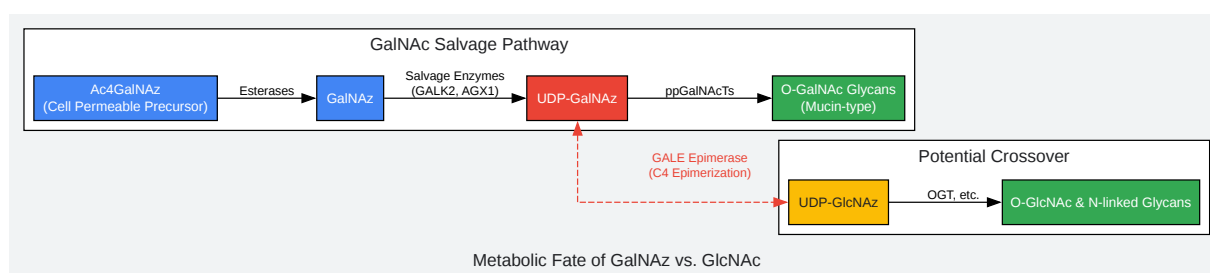 GalNAc Salvage Pathway
Ac4GalNAz
(Cell Permeable Precursor)
Esterases
GalNAz
Salvage Enzymes
(GALK2, AGX1)
UDP-GalNAz
ppGalNAcTs
O-GalNAc Glycans
(Mucin-type)
GALE Epimerase
(C4 Epimerization)
Potential Crossover
UDP-GlcNAz
OGT, etc.
O-GlcNAc & N-linked Glycans
Metabolic Fate of GalNAz vs. GlcNAc